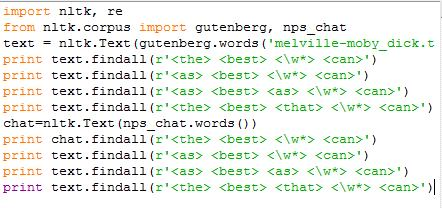 import nltk, re
from nltk.corpus import gutenberg, nps_chat
text = nltk.Text(gutenberg.words('melville-moby_dick.t
print text.findall(r'<the> <best> <\w*> <can>')
print text.findall(r'<as> <best> <\w*> <can>')
print text.findall(r'<as> <best> <as> <\w*> <can>')
print text.findall(r'<the> <best> <that> <\w*> <can>')
chat=nltk.Text(nps_chat.words())
print chat.findall(r'<the> <best> <\w*> <can>')
print text.findall(r'<as> <best> <\w*> <can>')
print text.findall(r'<as> <best> <as> <\w*> <can>')
print text.findall(r'<the> <best> <that> <\w*> <can>')